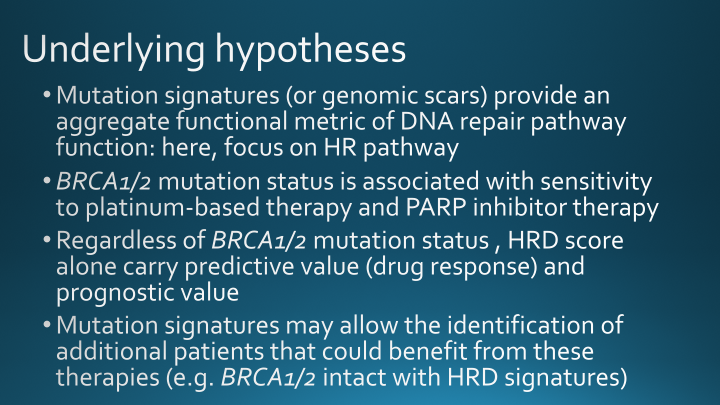 Underlying hypotheses
• Mutation signatures (or genomic scars) provide an
aggregate functional metric of DNA repair pathway
function: here, focus on HR pathway
• BRCA1/2 mutation status is associated with sensitivity
to platinum-based therapy and PARP inhibitor therapy
• Regardless of BRCA1/2 mutation status , HRD score
alone carry predictive value (drug response) and
prognostic value
• Mutation signatures may allow the identification of
additional patients that could benefit from these
therapies (e.g. BRCA1/2 intact with HRD signatures)